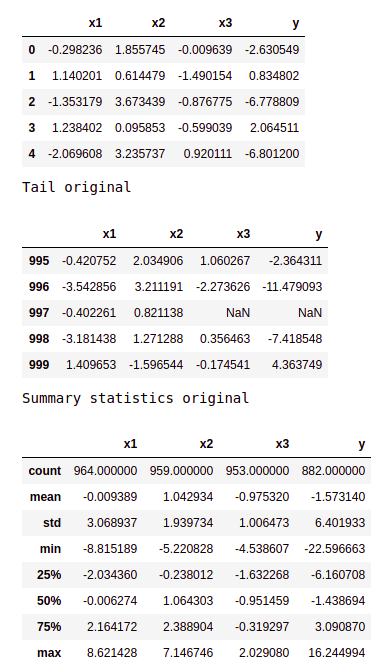 x1 x2 x3 y
0 -0.298236 1.855745 -0.009639 -2.630549
1 1.140201 0.614479 -1.490154 0.834802
2 -1.353179 3.673439 -0.876775 -6.778809
3 1.238402 0.095853 -0.599039 2.064511
4 -2.069608 3.235737 0.920111 -6.801200
Tail original
x1 x2 x3 y
995 -0.420752 2.034906 1.060267 -2.364311
996 -3.542856 3.211191 -2.273626 -11.479093
997 -0.402261 0.821138 NaN NaN
998 -3.181438 1.271288 0.356463 -7.418548
999 1.409653 -1.596544 -0.174541 4.363749
Summary statistics original
x1 x2 x3 y
count 964.000000 959.000000 953.000000 882.000000
mean -0.009389 1.042934 -0.975320 -1.573140
std 3.068937 1.939734 1.006473 6.401933
min -8.815189 -5.220828 -4.538607 -22.596663
25% -2.034360 -0.238012 -1.632268 -6.160708
50% -0.006274 1.064303 -0.951459 -1.438694
75% 2.164172 2.388904 -0.319297 3.090870
max 8.621428 7.146746 2.029080 16.244994